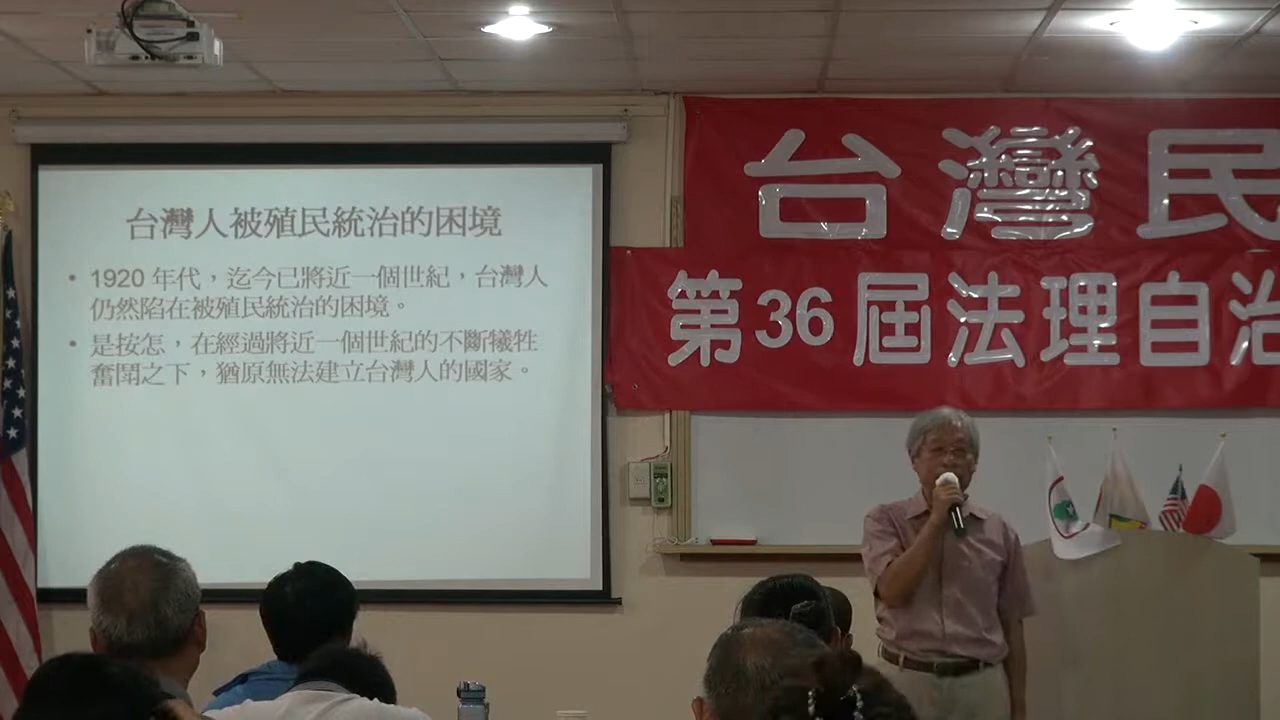 台灣人被殖民統治的困境
• 1920 年代，迄今已將近一個世紀，台灣人
仍然陷在被殖民統治的困境。
• 是按怎，在經過將近一個世紀的不斷犧牲
奮鬪之下，猶原無法建立台灣人的國家。
台灣民
第36屆法理自治